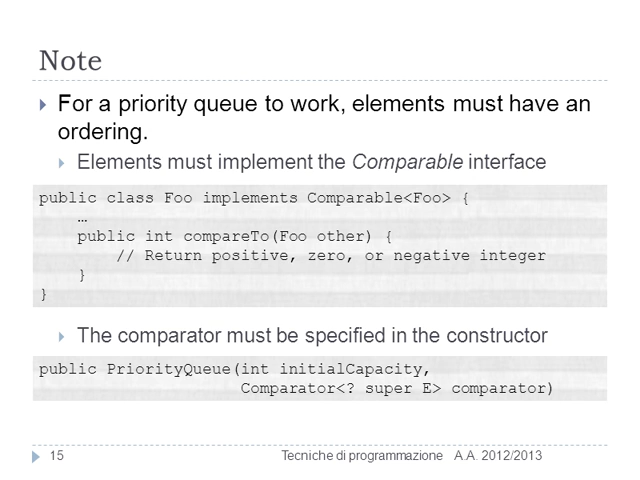 Note
For a priority queue to work, elements must have an
ordering.
Elements must implement the Comparable interface
public class Foo implements Comparable<Foo> {
…
public int compareTo(Foo other) {
// Return positive, zero, or negative integer
}
}
The comparator must be specified in the constructor
public PriorityQueue(int initialCapacity,
Comparator<? super E> comparator)
15 Tecniche di programmazione A.A. 2012/2013